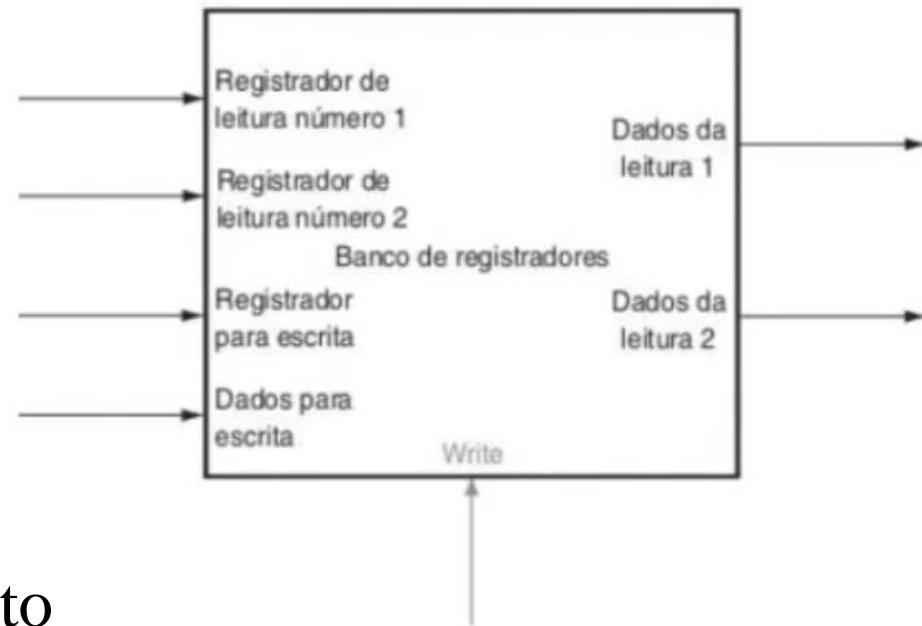 Registrador de
leitura número 1
Registrador de
leitura número 2
Banco de registradores
Registrador
para escrita
Dados para
escrita
Dados da
leitura 1
Dados da
leitura 2
Write
to